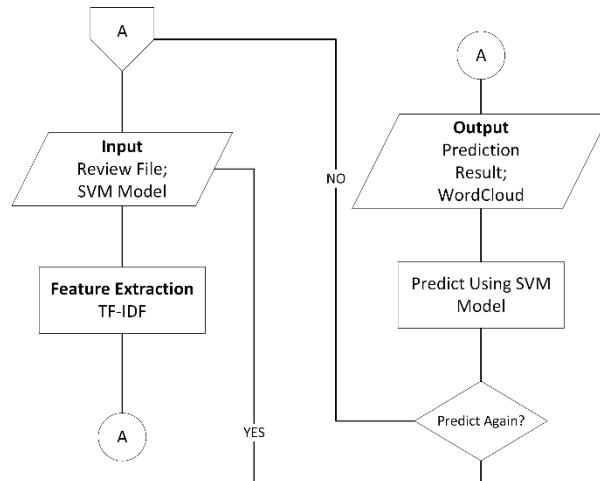 A
Input
Review File;
SVM Model
Feature Extraction
TF-IDF
A
YES
NO
A
Output
Prediction
Result;
WordCloud
Predict Using SVM
Model
Predict Again?